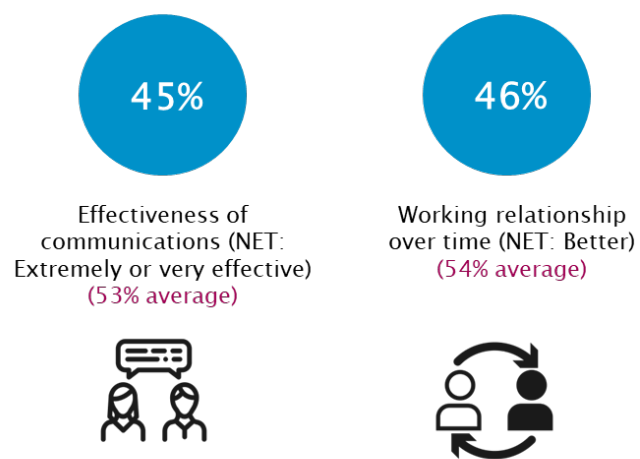 45%
Effectiveness of
communications (NET:
Extremely or very effective)
(53% average)
46%
Working relationship
over time (NET: Better)
(54% average)